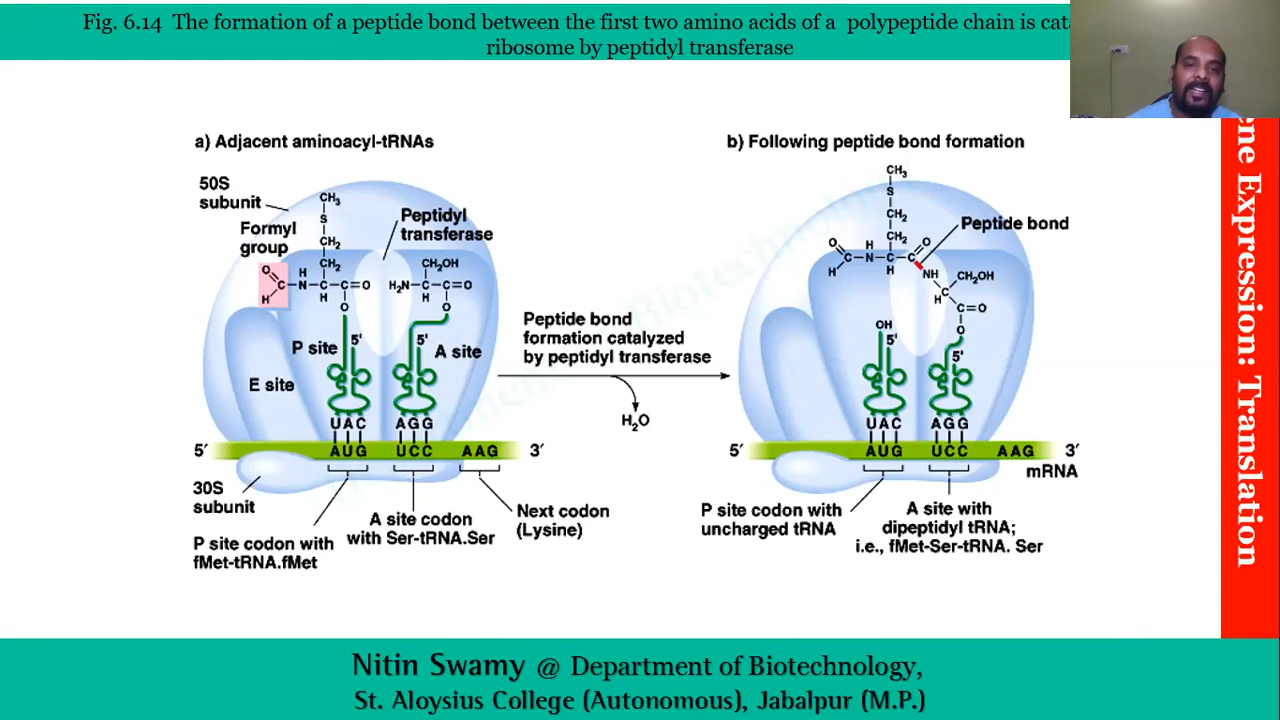 Fig. 6.14 The formation of a peptide bond between the first two amino acids of a polypeptide chain is
ribosome by peptidyl transferase
a) Adjacent aminoacyl-tRNAs
50S
subunit
Formyl
group
Peptidyl
transferase
CH₃
S
CH₂
CH₂
O
C
H
N
H
C
H
C
O
O
CH₂OH
H₂N
C
H
C
O
O
P site
5'
5'
A site
E site
UAC
AGG
5′
AUG
UCC
AAG
3′
30S
subunit
P site codon with
fMet-tRNA.fMet
A site codon
with Ser-tRNA.Ser
Next codon
(Lysine)
Peptide bond
formation catalyzed
by peptidyl transferase
H₂O
b) Following peptide bond formation
CH₃
S
CH₂
CH₂
O
C
H
N
H
C
H
C
O
Peptide bond
NH
CH₂OH
C
H
C
O
O
OH
5'
5'
UAC
AGG
5′
AUG
UCC
AAG
3′
mRNA
P site codon with
uncharged tRNA
A site with
dipeptidyl tRNA;
i.e., fMet-Ser-tRNA. Ser
ene Expression: Translation
Nitin Swamy @ Department of Biotechnology,
St. Aloysius College (Autonomous), Jabalpur (M.P.)